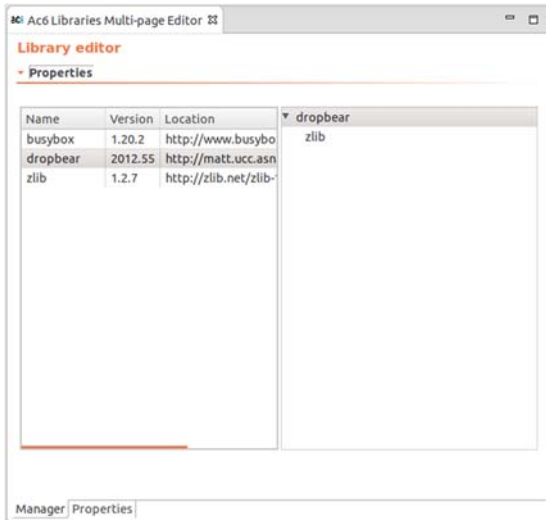 Ac6 Ac6 Libraries Multi-page Editor
Library editor
Properties
Name Version Location
busybox 1.20.2 http://www.busybo
dropbear 2012.55 http://matt.ucc.asn
zlib 1.2.7 http://zlib.net/zlib-
dropbear
zlib
Manager Properties